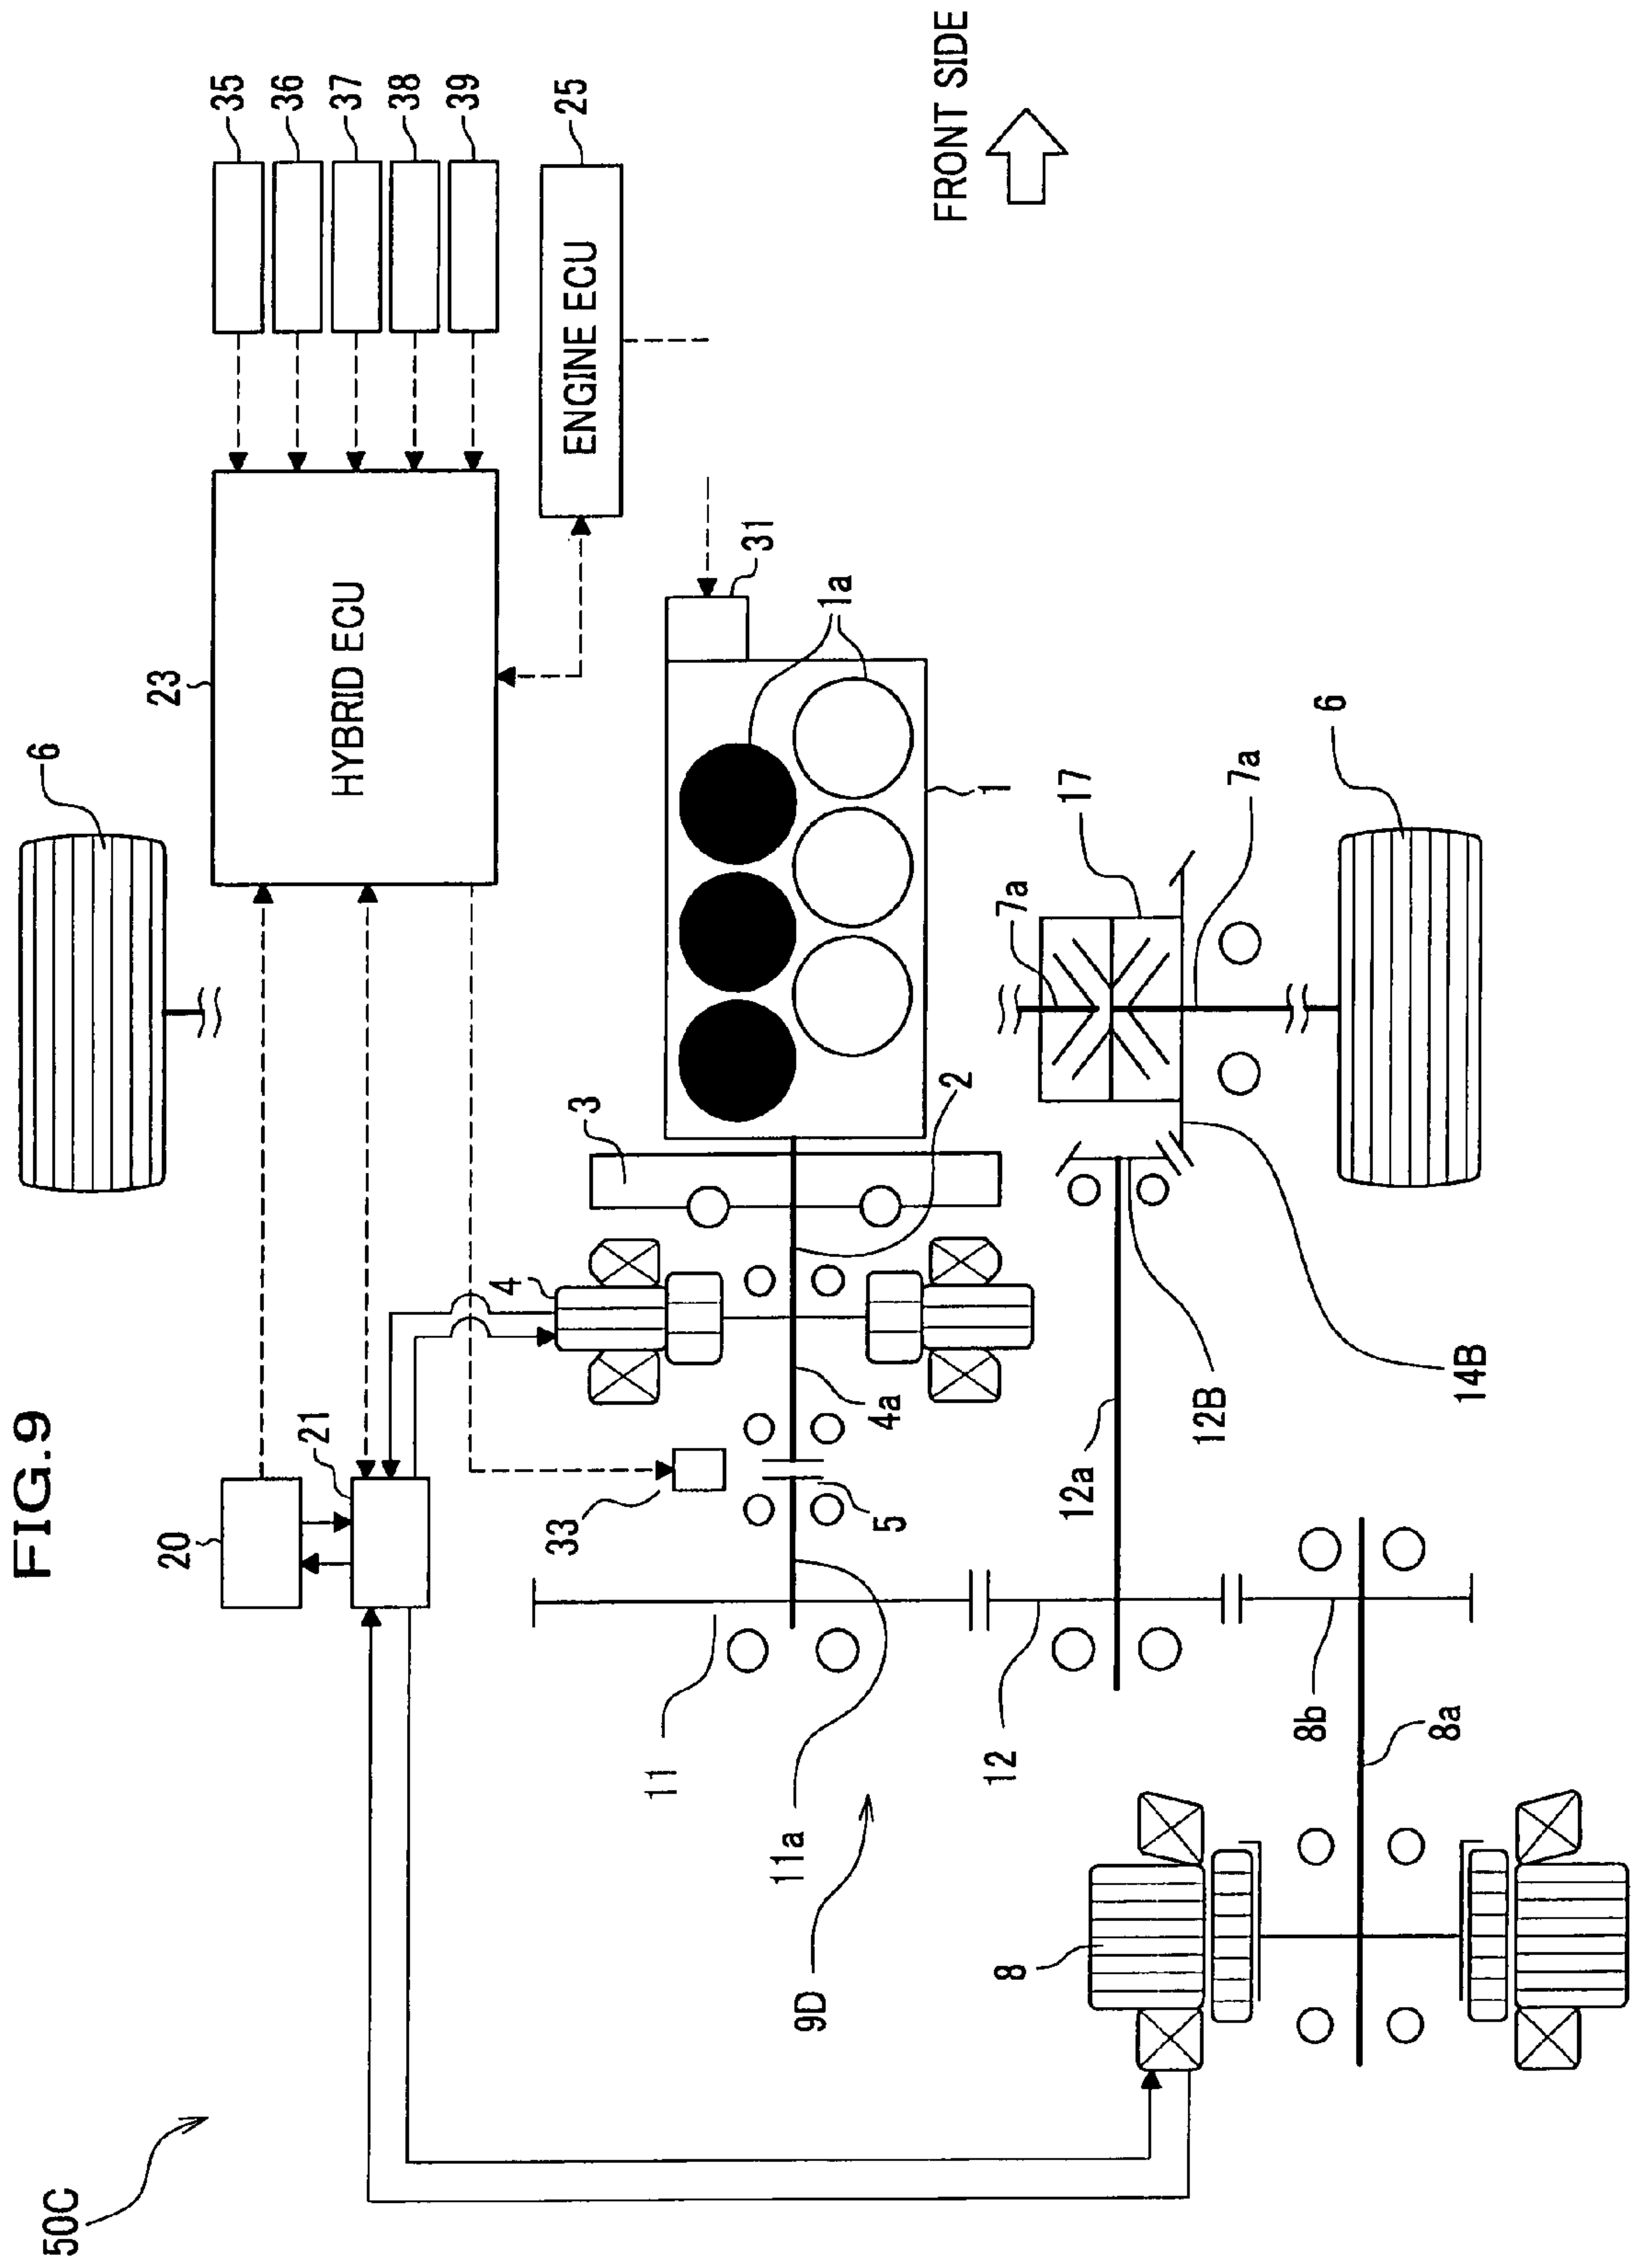 FIG.9
50C
20
21
23
HYBRID ECU
35
36
37
38
39
25
ENGINE ECU
6
31
1a
1
3
2
4
4a
33
5
11
11a
9D
12
12a
12B
14B
17
7a
7a
6
8
8a
8b
FRONT SIDE